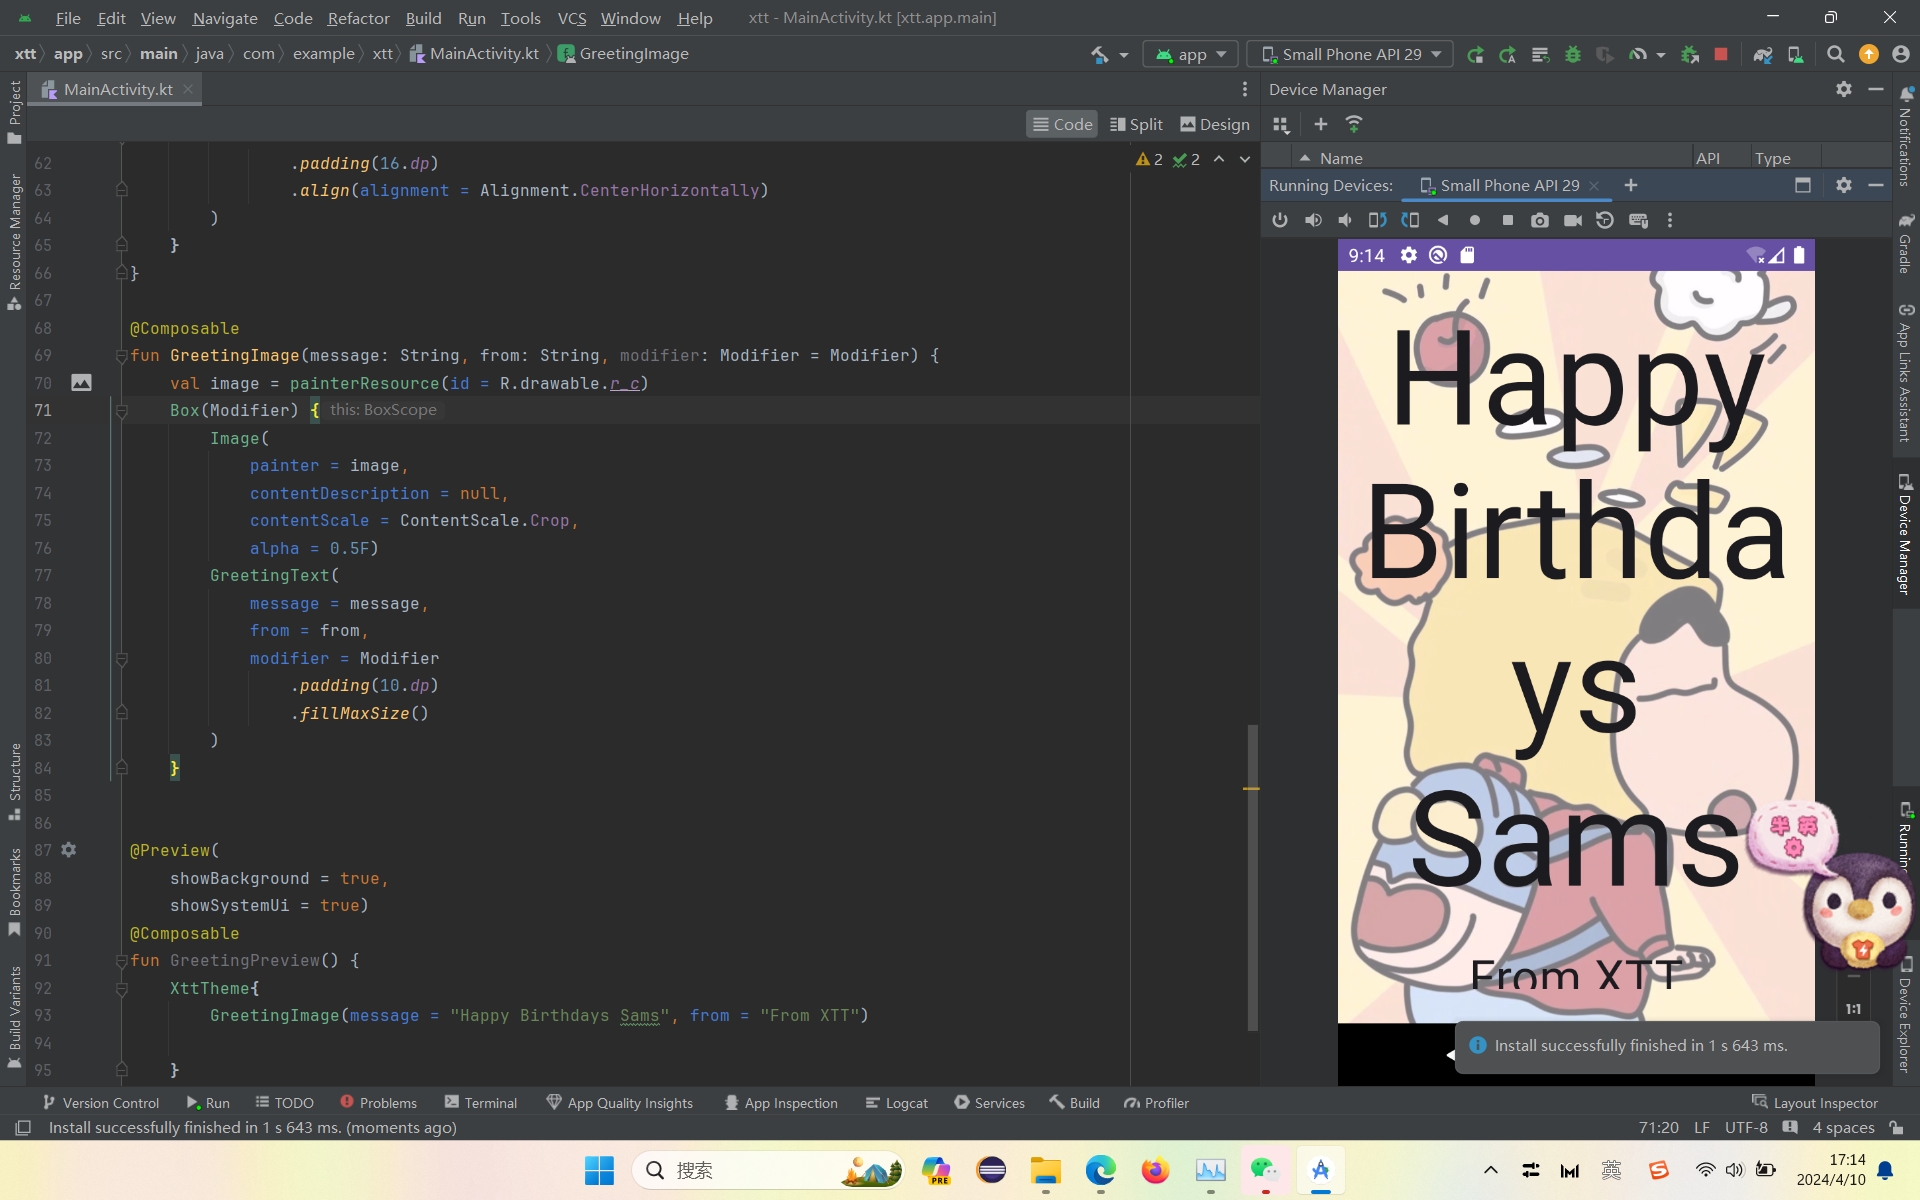 File Edit View Navigate Code Refactor Build Run Tools VCS Window Help xtt - MainActivity.kt [xtt.app.main]
xtt app src main java com example xtt MainActivity.kt GreetingImage app Small Phone API 29
MainActivity.kt
Code Split Design
2 2
62 .padding(16.dp)
63 .align(alignment = Alignment.CenterHorizontally)
64 )
65 }
66 }
67
68 @Composable
69 fun GreetingImage(message: String, from: String, modifier: Modifier = Modifier) {
70 val image = painterResource(id = R.drawable.r_c)
71 Box(Modifier) { this: BoxScope
72 Image(
73 painter = image,
74 contentDescription = null,
75 contentScale = ContentScale.Crop,
76 alpha = 0.5F)
77 GreetingText(
78 message = message,
79 from = from,
80 modifier = Modifier
81 .padding(10.dp)
82 .fillMaxSize()
83 )
84 }
85
86
87 @Preview(
88 showBackground = true,
89 showSystemUi = true)
90 @Composable
91 fun GreetingPreview() {
92 XttTheme{
93 GreetingImage(message = "Happy Birthdays Sams", from = "From XTT")
94
95 }
Project
Resource Manager
Structure
Bookmarks
Build Variants
Device Manager
Name API Type
Running Devices: Small Phone API 29
9:14
Happy
Birthda
ys
Sams
From XTT
半 英
1:1
Install successfully finished in 1 s 643 ms.
Notifications
Gradle
App Links Assistant
Device Manager
Running
Device Explorer
Version Control Run TODO Problems Terminal App Quality Insights App Inspection Logcat Services Build Profiler Layout Inspector
Install successfully finished in 1 s 643 ms. (moments ago) 71:20 LF UTF-8 4 spaces
搜索 PRE 英 17:14
2024/4/10